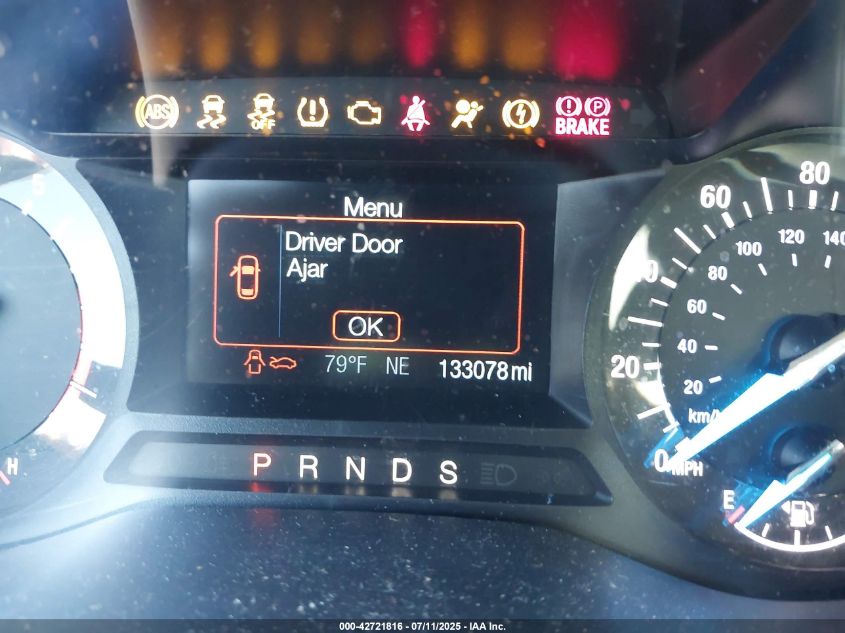 ABS OFF BRAKE
P
Menu
Driver Door
Ajar
OK
79°F NE 133078mi
P R N D S
H
0 20 60 80
MPH
20 40 60 80 100 120 140
km/
E
000-42721816 - 07/11/2025 - IAA Inc.